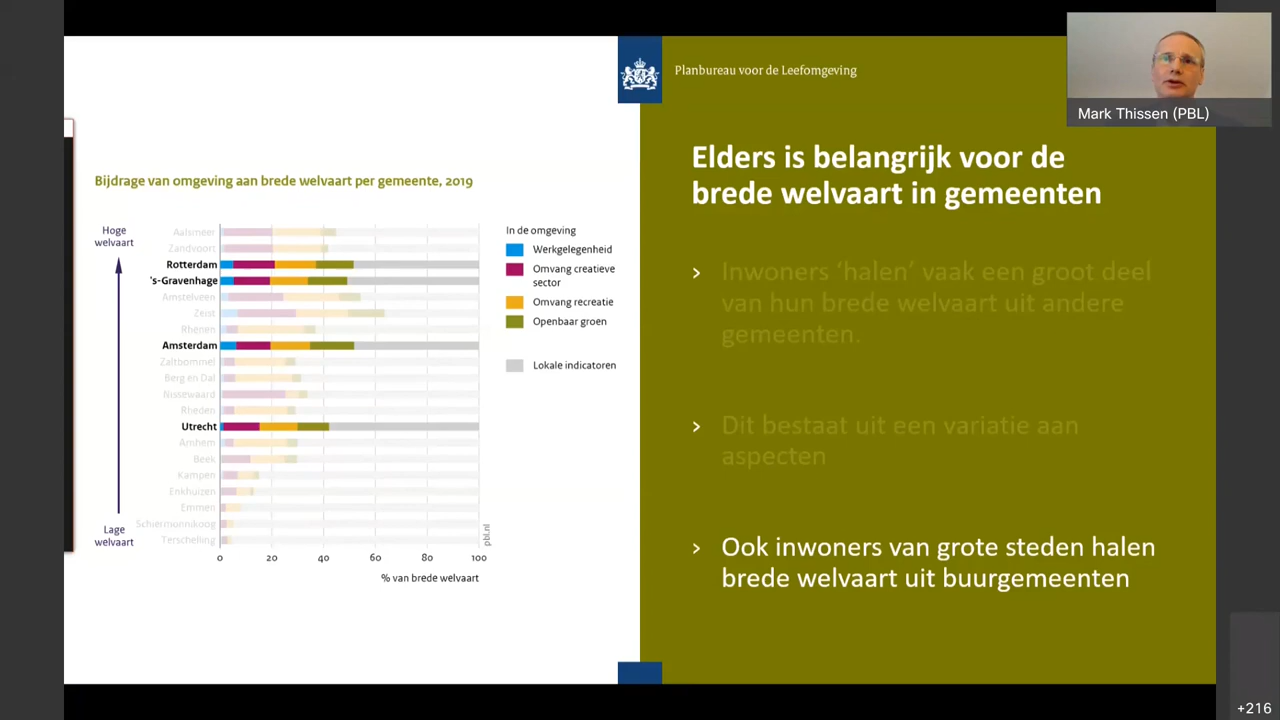 Planbureau voor de Leefomgeving
Mark Thissen (PBL)
Elders is belangrijk voor de
brede welvaart in gemeenten
Bijdrage van omgeving aan brede welvaart per gemeente, 2019
Hoge
welvaart
Lage
welvaart
Aalsmeer
Zandvoort
Rotterdam
's-Gravenhage
Amstelveen
Zeist
Rhenen
Amsterdam
Zaltbommel
Berg en Dal
Nissewaard
Rheden
Utrecht
Arnhem
Beek
Kampen
Enkhuizen
Emmen
Schiermonnikoog
Terschelling
0 20 40 60 80 100
% van brede welvaart
pbl.nl
In de omgeving
Werkgelegenheid
Omvang creatieve
sector
Omvang recreatie
Openbaar groen
Lokale indicatoren
› Inwoners ‘halen’ vaak een groot deel
van hun brede welvaart uit andere
gemeenten.
› Dit bestaat uit een variatie aan
aspecten
› Ook inwoners van grote steden halen
brede welvaart uit buurgemeenten
+216